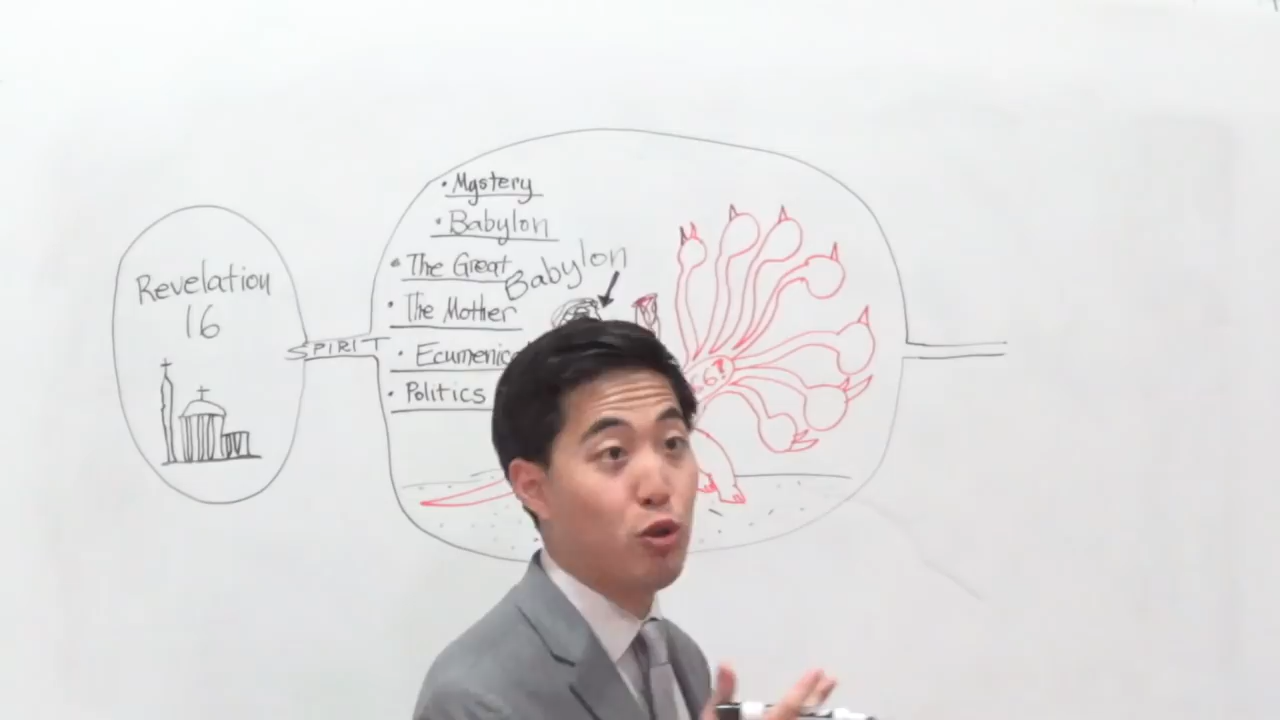 Revelation
16
SPIRIT
• Mystery
• Babylon
• The Great
• The Mother
• Politics
Babylon